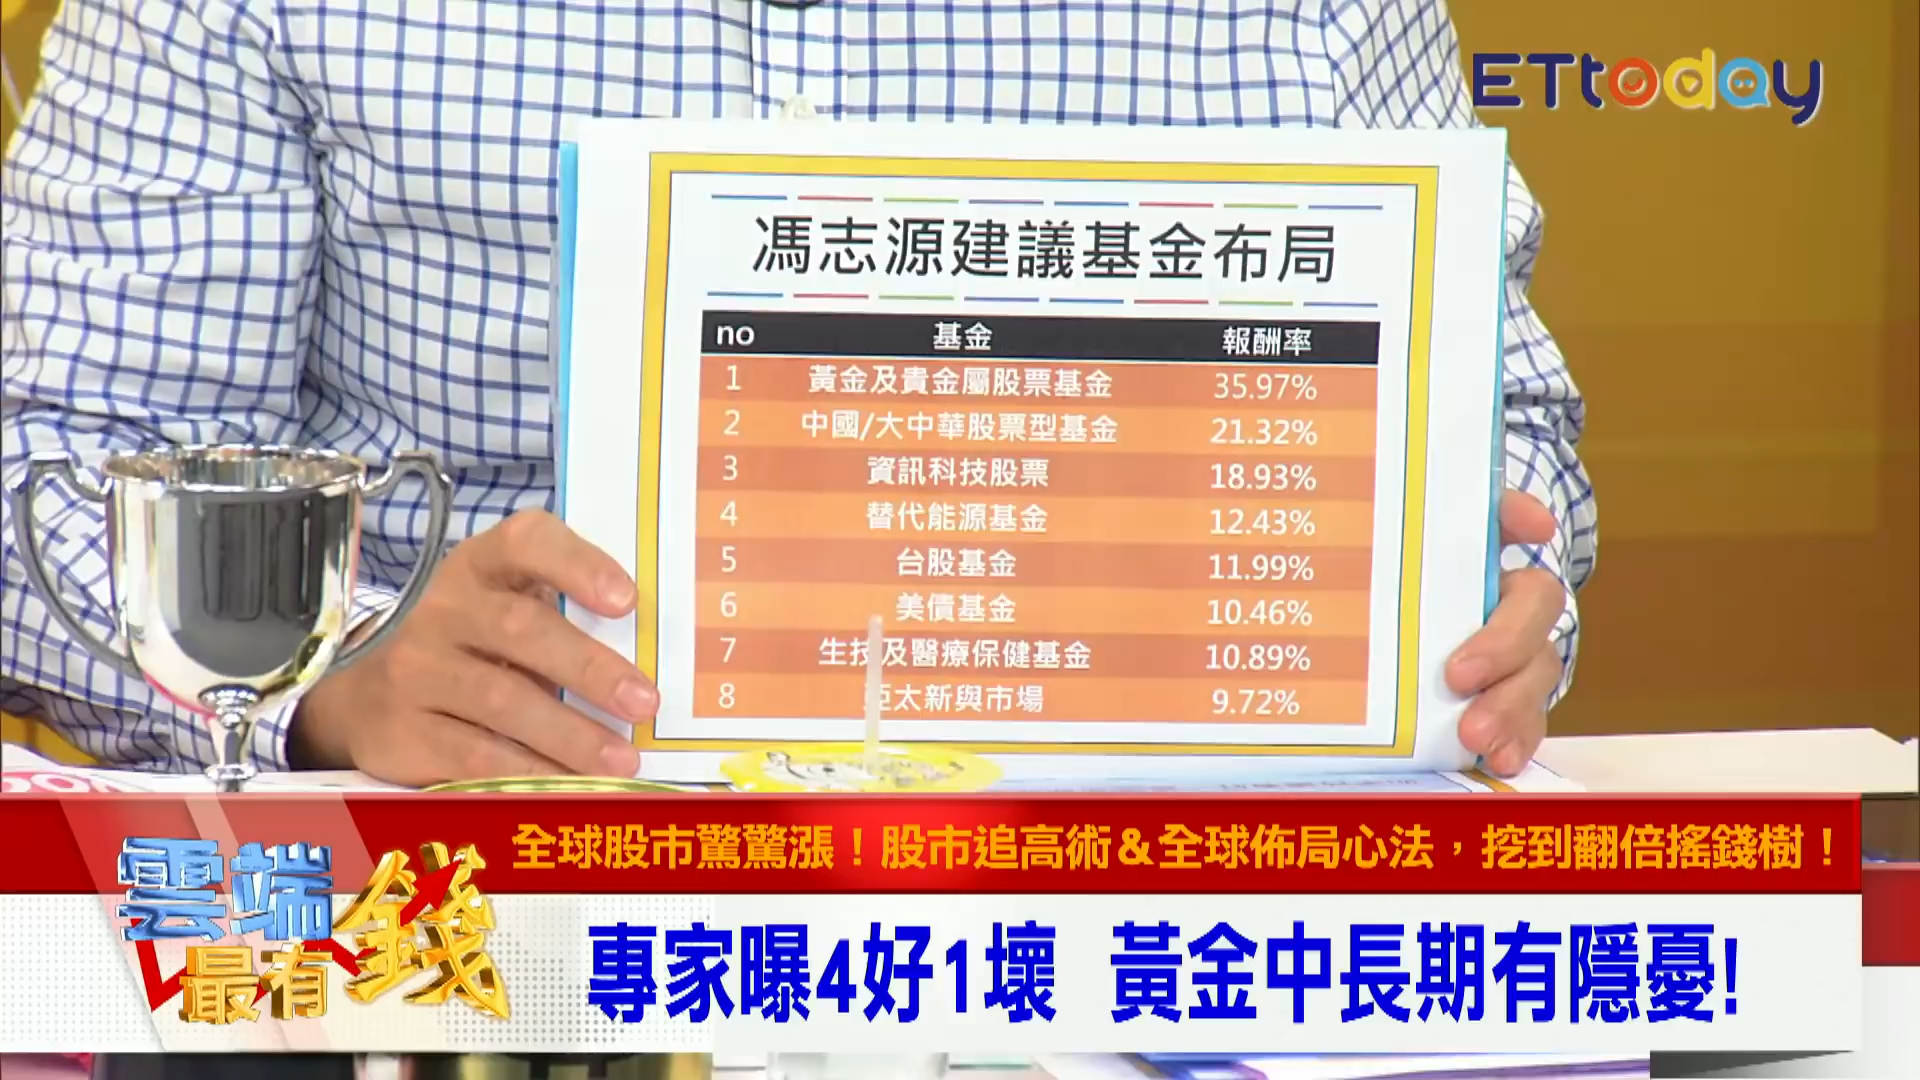 ETtoday
馮志源建議基金布局
no 基金 報酬率
1 黃金及貴金屬股票基金 35.97%
2 中國/大中華股票型基金 21.32%
3 資訊科技股票 18.93%
4 替代能源基金 12.43%
5 台股基金 11.99%
6 美債基金 10.46%
7 生技及醫療保健基金 10.89%
8 亞太新興市場 9.72%
全球股市驚驚漲！股市追高術＆全球佈局心法，挖到翻倍搖錢樹！
雲端最有錢
專家曝4好1壞 黃金中長期有隱憂!